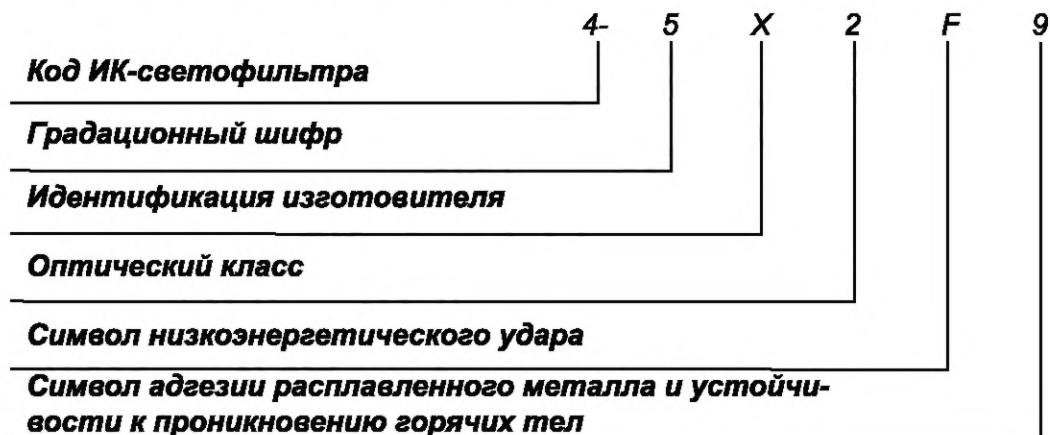 4- 5 X 2 F 9
Код ИК-светофильтра
Градационный шифр
Идентификация изготовителя
Оптический класс
Символ низкоэнергетического удара
Символ адгезии расплавленного металла и устойчи-
вости к проникновению горячих тел